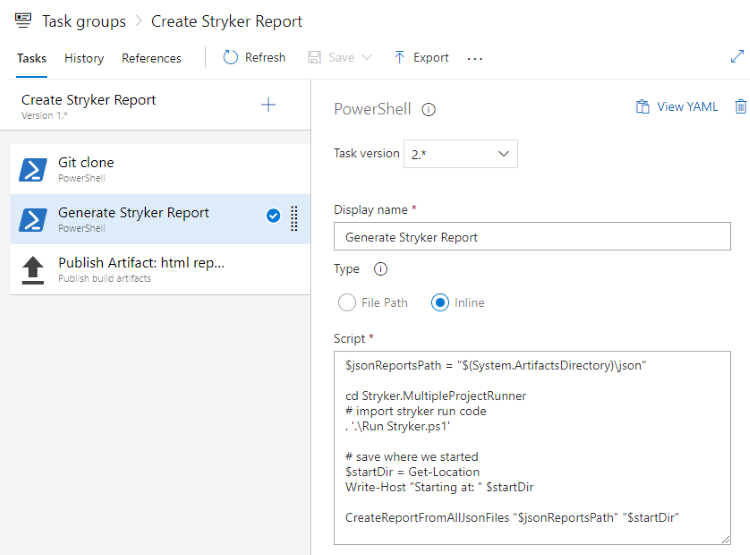 Task groups > Create Stryker Report
Tasks History References Refresh Save Export ...
Create Stryker Report
Version 1.*
Git clone
PowerShell
Generate Stryker Report
PowerShell
Publish Artifact: html rep...
Publish build artifacts
PowerShell
View YAML
Task version 2.*
Display name *
Generate Stryker Report
Type
File Path Inline
Script *
$jsonReportsPath = "$(System.ArtifactsDirectory)\json"
cd Stryker.MultipleProjectRunner
# import stryker run code
. '.\Run Stryker.ps1'
# save where we started
$startDir = Get-Location
Write-Host "Starting at: " $startDir
CreateReportFromAllJsonFiles "$jsonReportsPath" "$startDir"